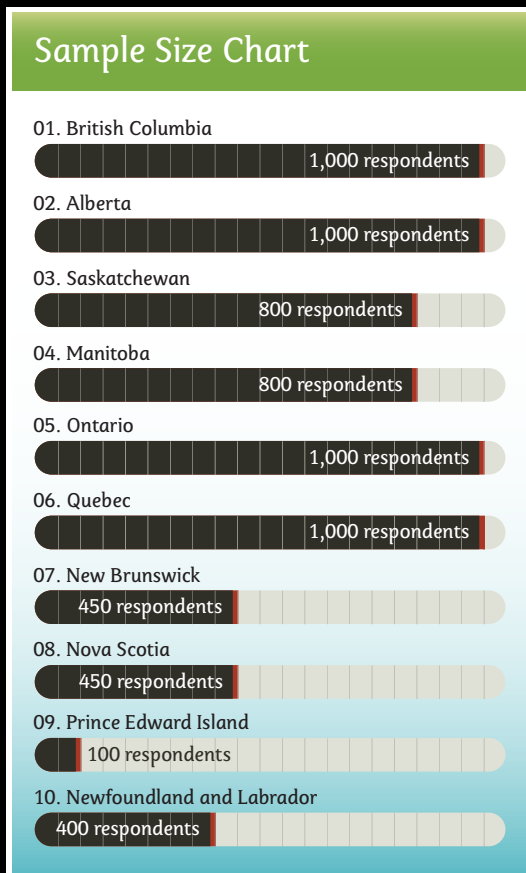 Sample Size Chart
01. British Columbia
1,000 respondents
02. Alberta
1,000 respondents
03. Saskatchewan
800 respondents
04. Manitoba
800 respondents
05. Ontario
1,000 respondents
06. Quebec
1,000 respondents
07. New Brunswick
450 respondents
08. Nova Scotia
450 respondents
09. Prince Edward Island
100 respondents
10. Newfoundland and Labrador
400 respondents